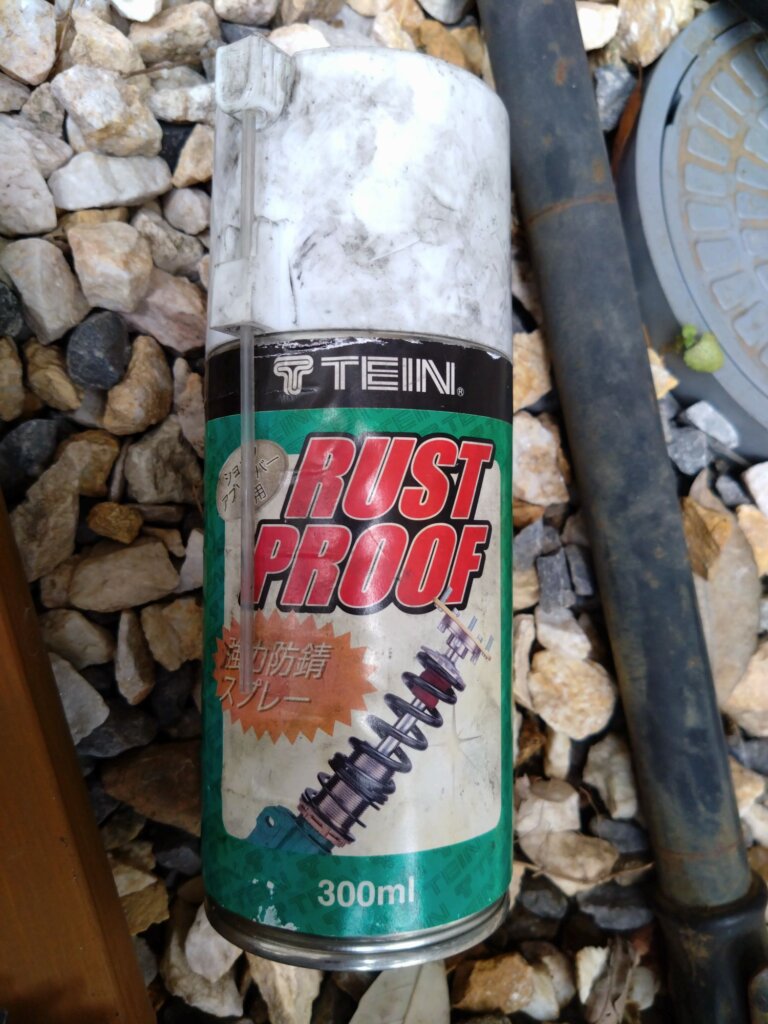 TEIN®
ショック
アブソーバー
用
RUST
PROOF
強力防錆
スプレー
300ml